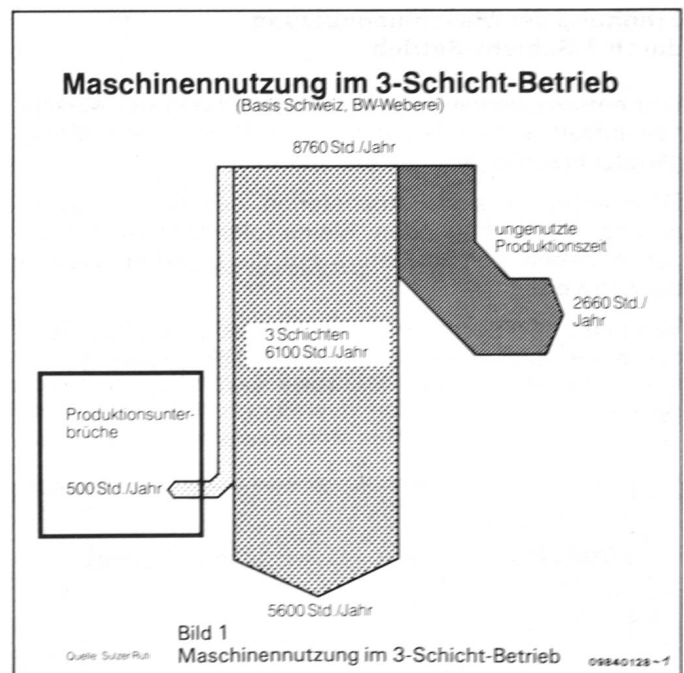 Maschinennutzung im 3-Schicht-Betrieb
(Basis Schweiz, BW-Weberei)
8760 Std./Jahr
ungenutzte
Produktionszeit
2660 Std./
Jahr
3 Schichten
6100 Std./Jahr
Produktionsunter-
brüche
500 Std./Jahr
5600 Std./Jahr
Bild 1
Quelle: Sulzer Rüti
Maschinennutzung im 3-Schicht-Betrieb
09840128-1